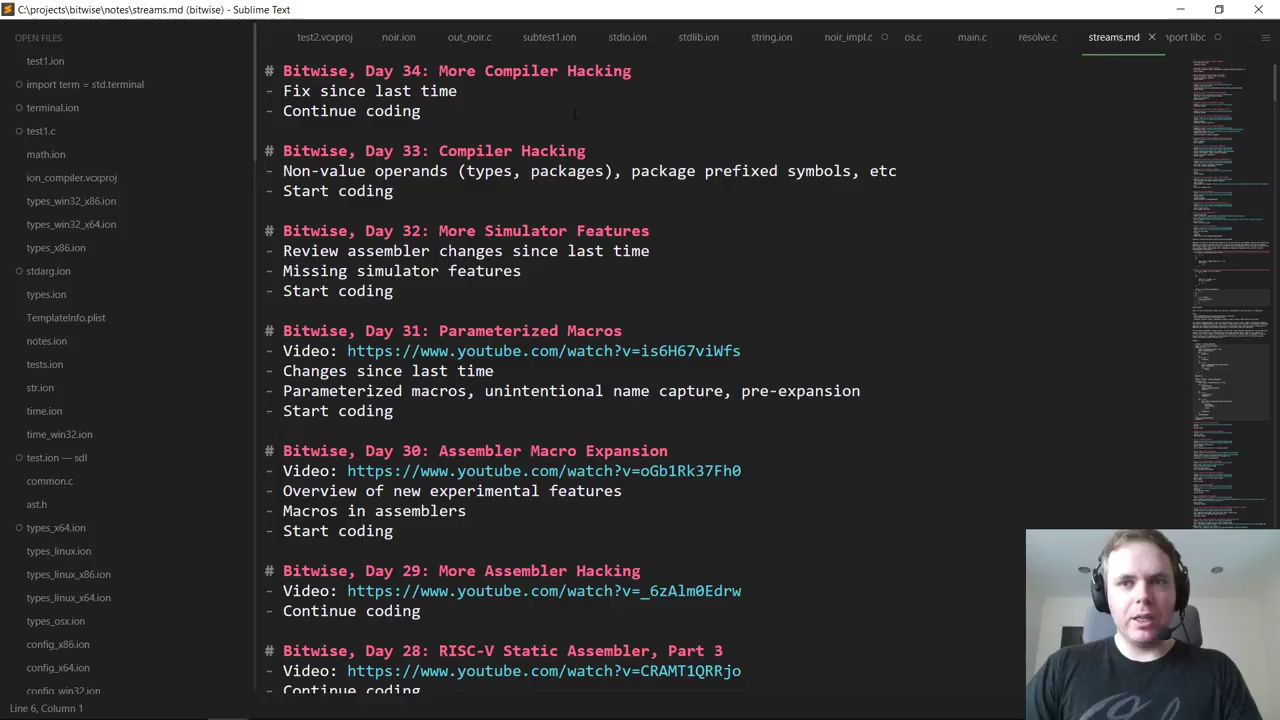 C:\projects\bitwise\notes\streams.md (bitwise) - Sublime Text
OPEN FILES
test1.ion
import term = std.terminal
terminal.ion
test1.c
math.ion
ion_compiler.vcxproj
types_win32_x86.ion
types_win32_x64.ion
types_x86.ion
stdarg.ion
types.ion
TemplateInfo.plist
notes.ion
tests.ion
str.ion
time.ion
time_win32.ion
test.ion — sdl
common.c
ast.h
types_x64.ion
types_linux.ion
types_linux_x86.ion
types_linux_x64.ion
types_osx.ion
config_x86.ion
config_x64.ion
config_win32.ion
test2.vcxproj noir.ion out_noir.c subtest1.ion stdio.ion stdlib.ion string.ion noir_impl.c os.c main.c resolve.c streams.md port libc
# Bitwise, Day 34: More Compiler Hacking
- Fix since last time
- Continue coding
# Bitwise, Day 33: Compiler Hacking
- Non-expr operands (types, packages), package prefixed symbols, etc
- Start coding
# Bitwise, Day 32: More Simulator Features
- Review assembler changes since last time
- Missing simulator features
- Start coding
# Bitwise, Day 31: Parameterized Macros
- Video: https://www.youtube.com/watch?v=is6H67viWfs
- Changes since last time
- Parameterized macros, intentional name capture, pre-expansion
- Start coding
# Bitwise, Day 30: Assembler Macro Expansion
- Video: https://www.youtube.com/watch?v=oGb1Rk37Fh0
- Overview of new experimental features
- Macros in assemblers
- Start coding
# Bitwise, Day 29: More Assembler Hacking
- Video: https://www.youtube.com/watch?v=_6zAlm0Edrw
- Continue coding
# Bitwise, Day 28: RISC-V Static Assembler, Part 3
- Video: https://www.youtube.com/watch?v=CRAMT1QRRjo
- Continue coding
Line 6, Column 1